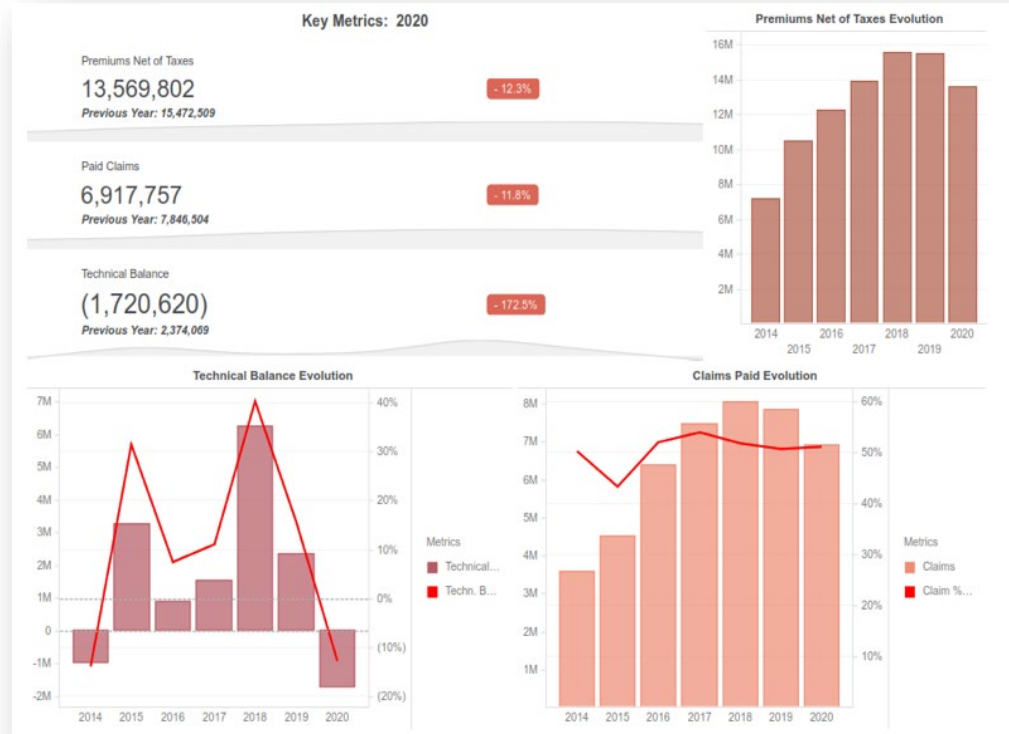 Key Metrics: 2020
Premiums Net of Taxes
13,569,802
- 12.3%
Previous Year: 15,472,509
Paid Claims
6,917,757
- 11.8%
Previous Year: 7,846,504
Technical Balance
(1,720,620)
- 172.5%
Previous Year: 2,374,069
Premiums Net of Taxes Evolution
16M
14M
12M
10M
8M
6M
4M
2M
2014 2016 2018 2020
2015 2017 2019
Technical Balance Evolution
7M
6M
5M
4M
3M
2M
1M
0
-1M
-2M
40%
30%
20%
10%
0%
(10%)
(20%)
2014 2015 2016 2017 2018 2019 2020
Metrics
Technical...
Techn. B...
Claims Paid Evolution
8M
7M
6M
5M
4M
3M
2M
1M
60%
50%
40%
30%
20%
10%
2014 2015 2016 2017 2018 2019 2020
Metrics
Claims
Claim %...